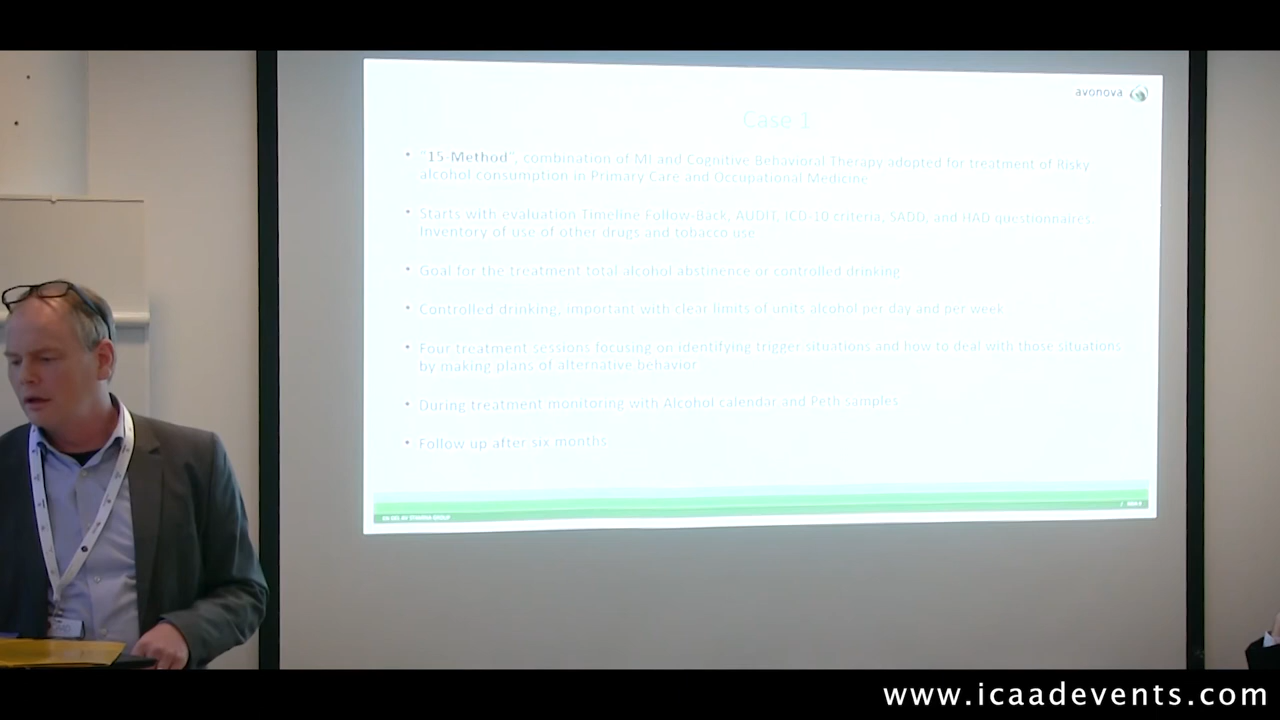 avonova
Case 1
• "15-Method", combination of MI and Cognitive Behavioral Therapy adopted for treatment of Risky
alcohol consumption in Primary Care and Occupational Medicine
• Starts with evaluation Timeline Follow-Back, AUDIT, ICD-10 criteria, SADD, and HAD questionnaires.
Inventory of use of other drugs and tobacco use
• Goal for the treatment total alcohol abstinence or controlled drinking
• Controlled drinking, important with clear limits of units alcohol per day and per week
• Four treatment sessions focusing on identifying trigger situations and how to deal with those situations
by making plans of alternative behavior
• During treatment monitoring with Alcohol calendar and Peth samples
• Follow up after six months
www.icaadevents.com